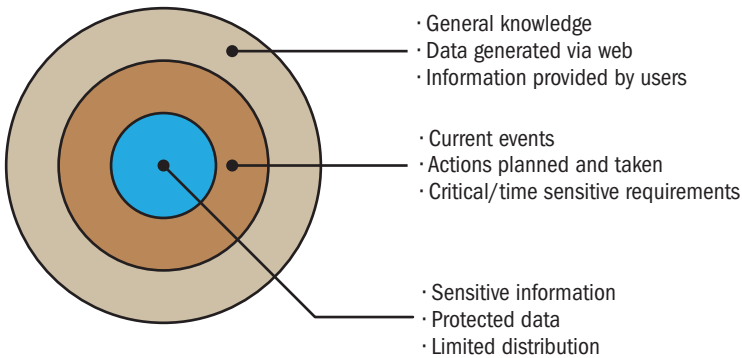 · General knowledge
· Data generated via web
· Information provided by users
· Current events
· Actions planned and taken
· Critical/time sensitive requirements
· Sensitive information
· Protected data
· Limited distribution